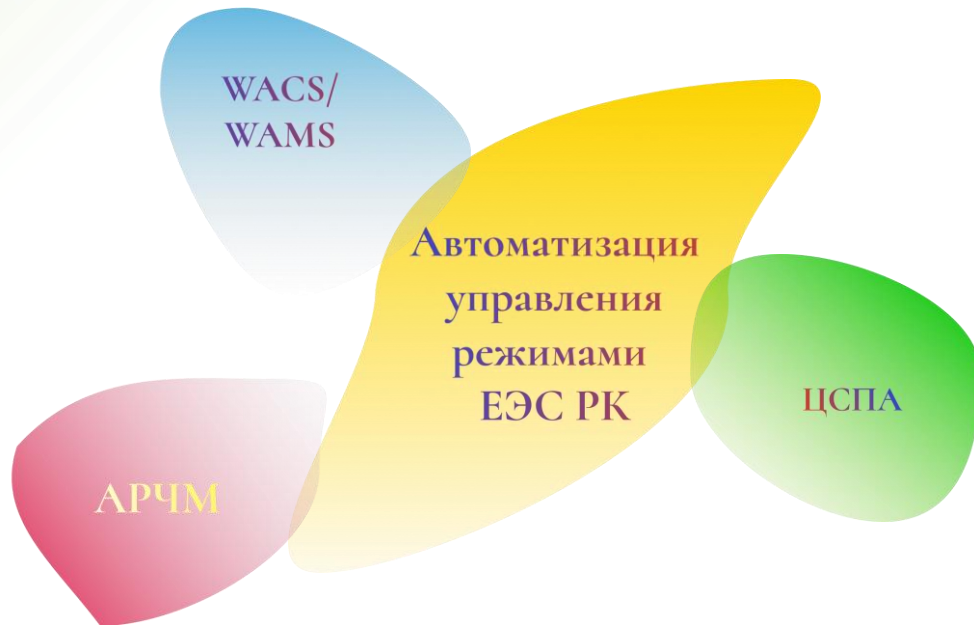 WACS/
WAMS
Автоматизация
управления
режимами
ЕЭС РК
ЦСПА
АРЧМ